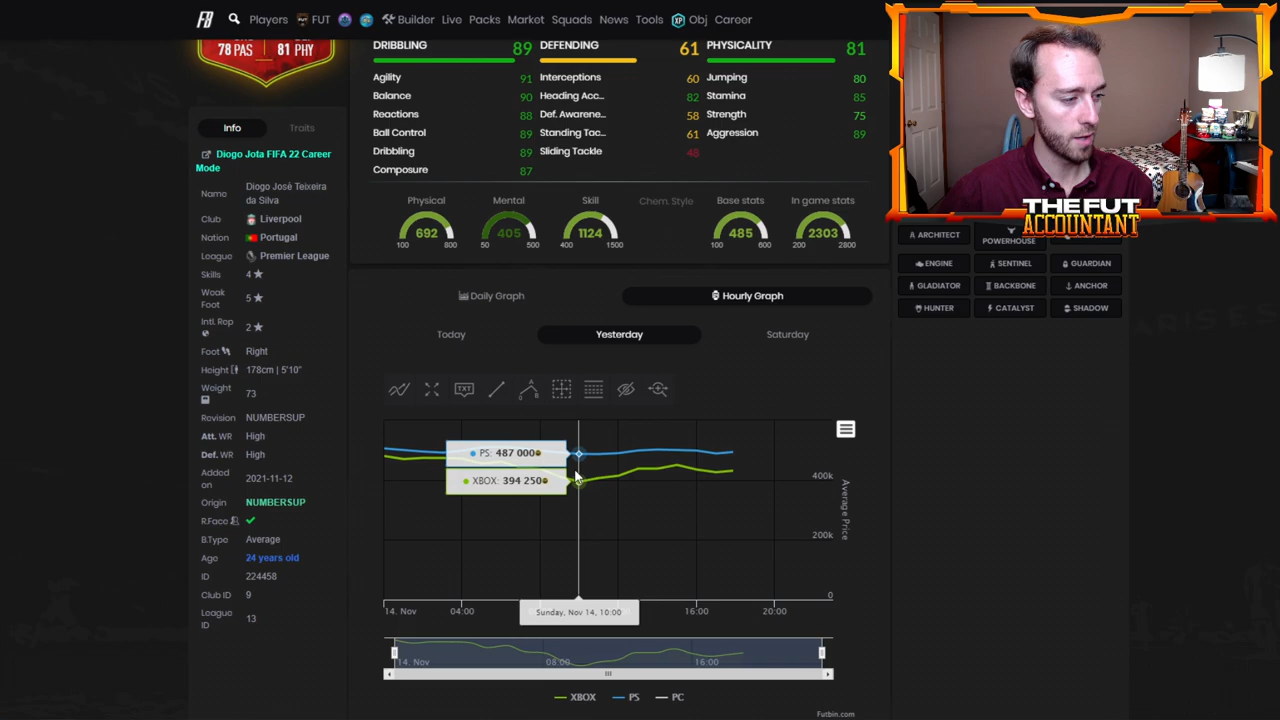 FB Players FUT Builder Live Packs Market Squads News Tools XP Obj Career
78 PAS 81 PHY
DRIBBLING 89 DEFENDING 61 PHYSICALITY 81
Agility 91 Interceptions 60 Jumping 80
Balance 90 Heading Acc... 82 Stamina 85
Reactions 88 Def. Awarene... 58 Strength 75
Ball Control 89 Standing Tac... 61 Aggression 89
Dribbling 89 Sliding Tackle 48
Composure 87
Info Traits
Diogo Jota FIFA 22 Career
Mode
Name Diogo José Teixeira
da Silva
Club Liverpool
Nation Portugal
League Premier League
Skills 4★
Weak
Foot 5★
Intl. Rep 2★
Foot Right
Height 178cm | 5'10"
Weight 73
Revision NUMBERSUP
Att. WR High
Def. WR High
Added
on 2021-11-12
Origin NUMBERSUP
R.Face
B.Type Average
Age 24 years old
ID 224458
Club ID 9
League
ID 13
Physical Mental Skill Chem. Style Base stats In game stats
692 405 1124 485 2303
100 800 50 500 400 1500 100 600 200 2800
Daily Graph Hourly Graph
Today Yesterday Saturday
TXT
PS: 487 000
XBOX: 394 250
400k
200k
0
Average Price
14. Nov 04:00 16:00 20:00
Sunday, Nov 14, 10:00
14. Nov 08:00 16:00
XBOX PS PC
Futbin.com
THE FUT
ACCOUNTANT
ARCHITECT POWERHOUSE
ENGINE SENTINEL GUARDIAN
GLADIATOR BACKBONE ANCHOR
HUNTER CATALYST SHADOW